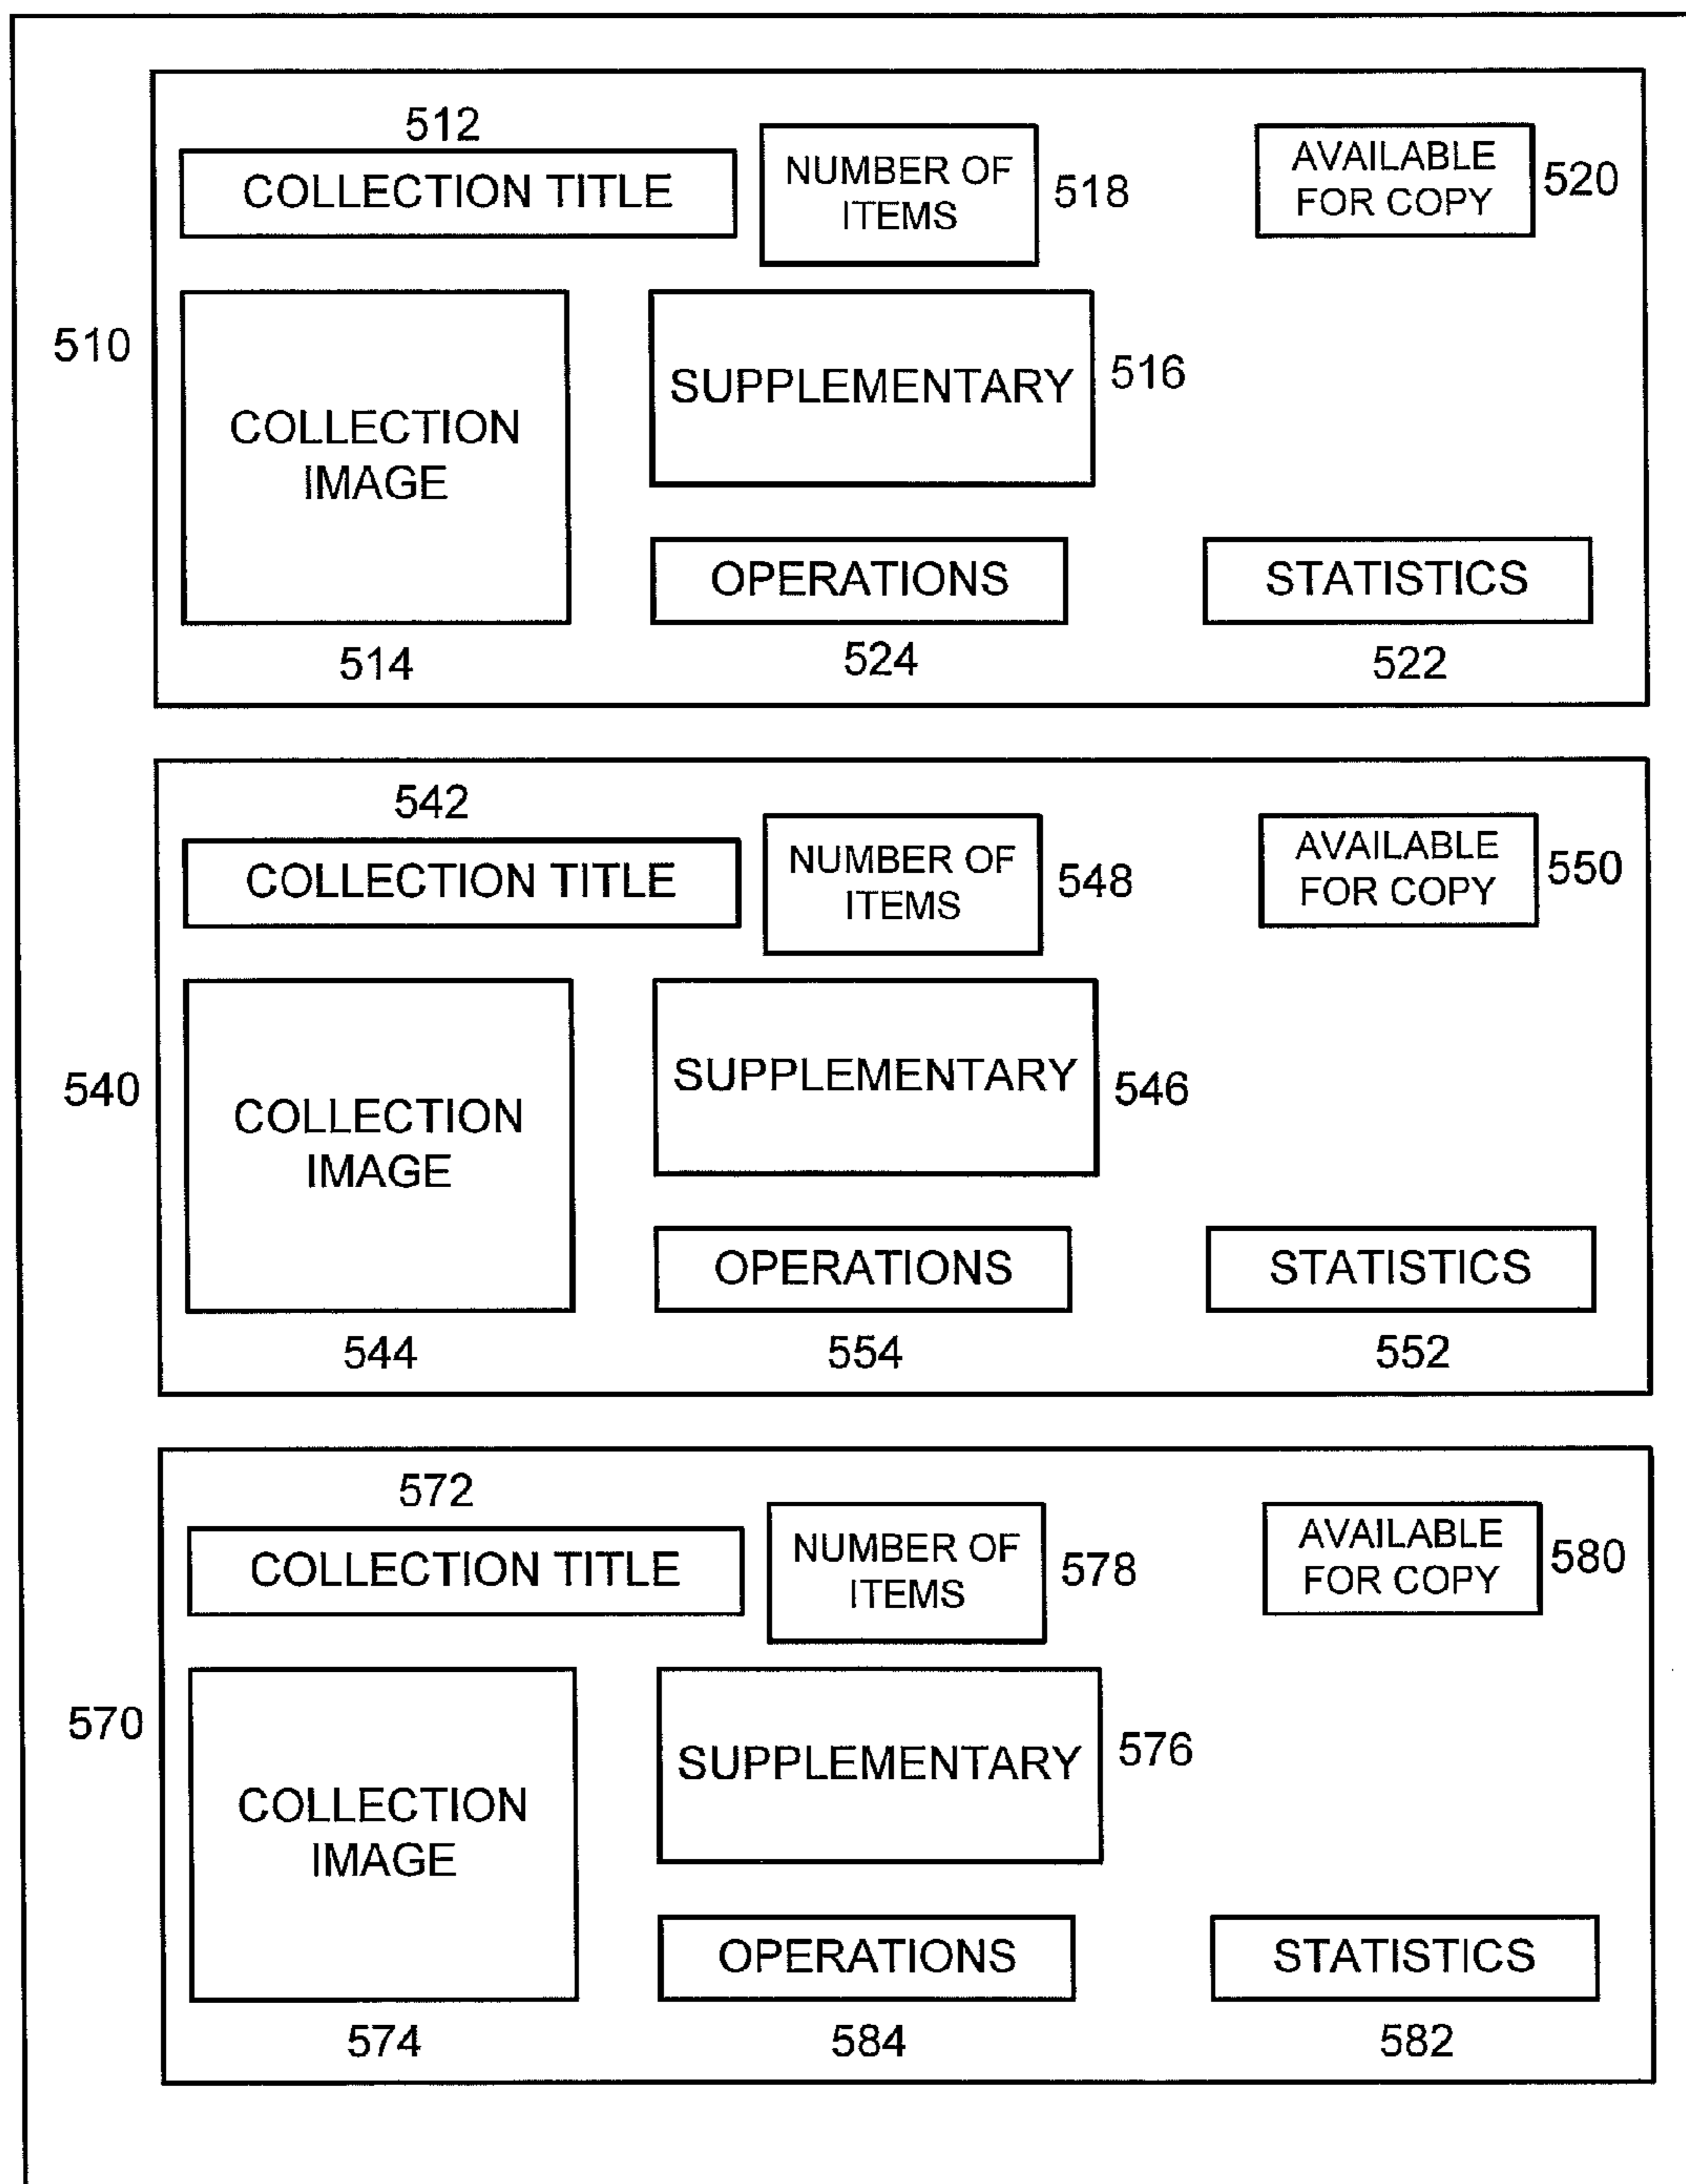 512
COLLECTION TITLE
NUMBER OF
ITEMS
518
AVAILABLE
FOR COPY
520
510
COLLECTION
IMAGE
514
SUPPLEMENTARY
516
OPERATIONS
524
STATISTICS
522
542
COLLECTION TITLE
NUMBER OF
ITEMS
548
AVAILABLE
FOR COPY
550
540
COLLECTION
IMAGE
544
SUPPLEMENTARY
546
OPERATIONS
554
STATISTICS
552
572
COLLECTION TITLE
NUMBER OF
ITEMS
578
AVAILABLE
FOR COPY
580
570
COLLECTION
IMAGE
574
SUPPLEMENTARY
576
OPERATIONS
584
STATISTICS
582